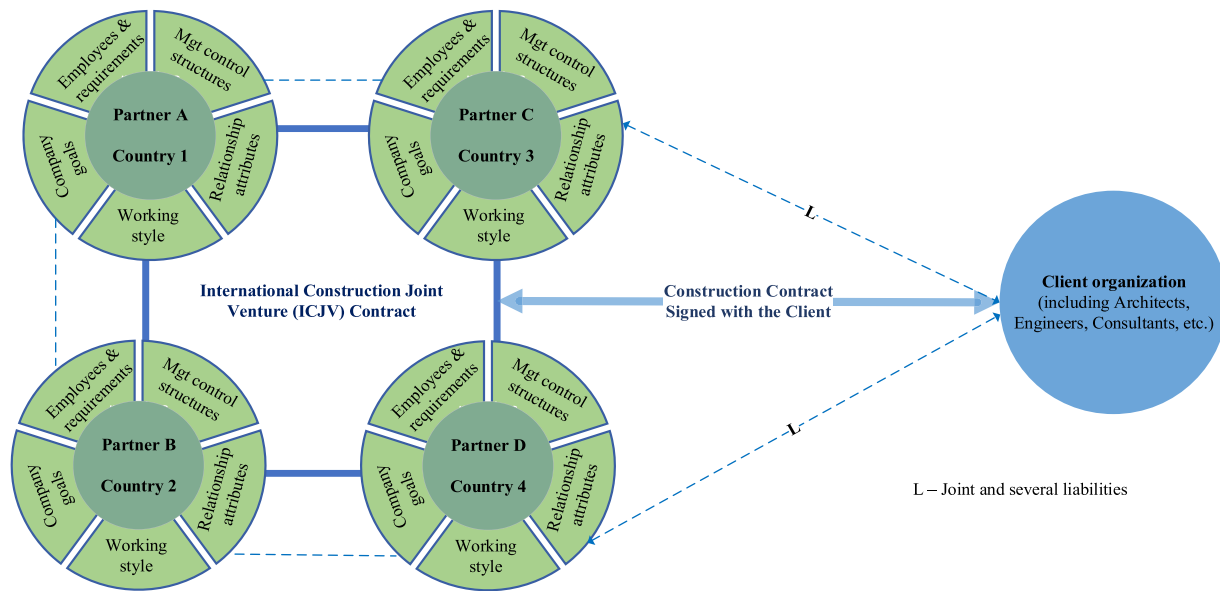 Employees &
requirements
Mgt control
structures
Company
goals
Partner A
Country 1
Relationship
attributes
Working
style
Employees &
requirements
Mgt control
structures
Company
goals
Partner C
Country 3
Relationship
attributes
Working
style
L
International Construction Joint
Venture (ICJV) Contract
Construction Contract
Signed with the Client
Client organization
(including Architects,
Engineers, Consultants, etc.)
Employees &
requirements
Mgt control
structures
Company
goals
Partner B
Country 2
Relationship
attributes
Working
style
Employees &
requirements
Mgt control
structures
Company
goals
Partner D
Country 4
Relationship
attributes
Working
style
L
L – Joint and several liabilities